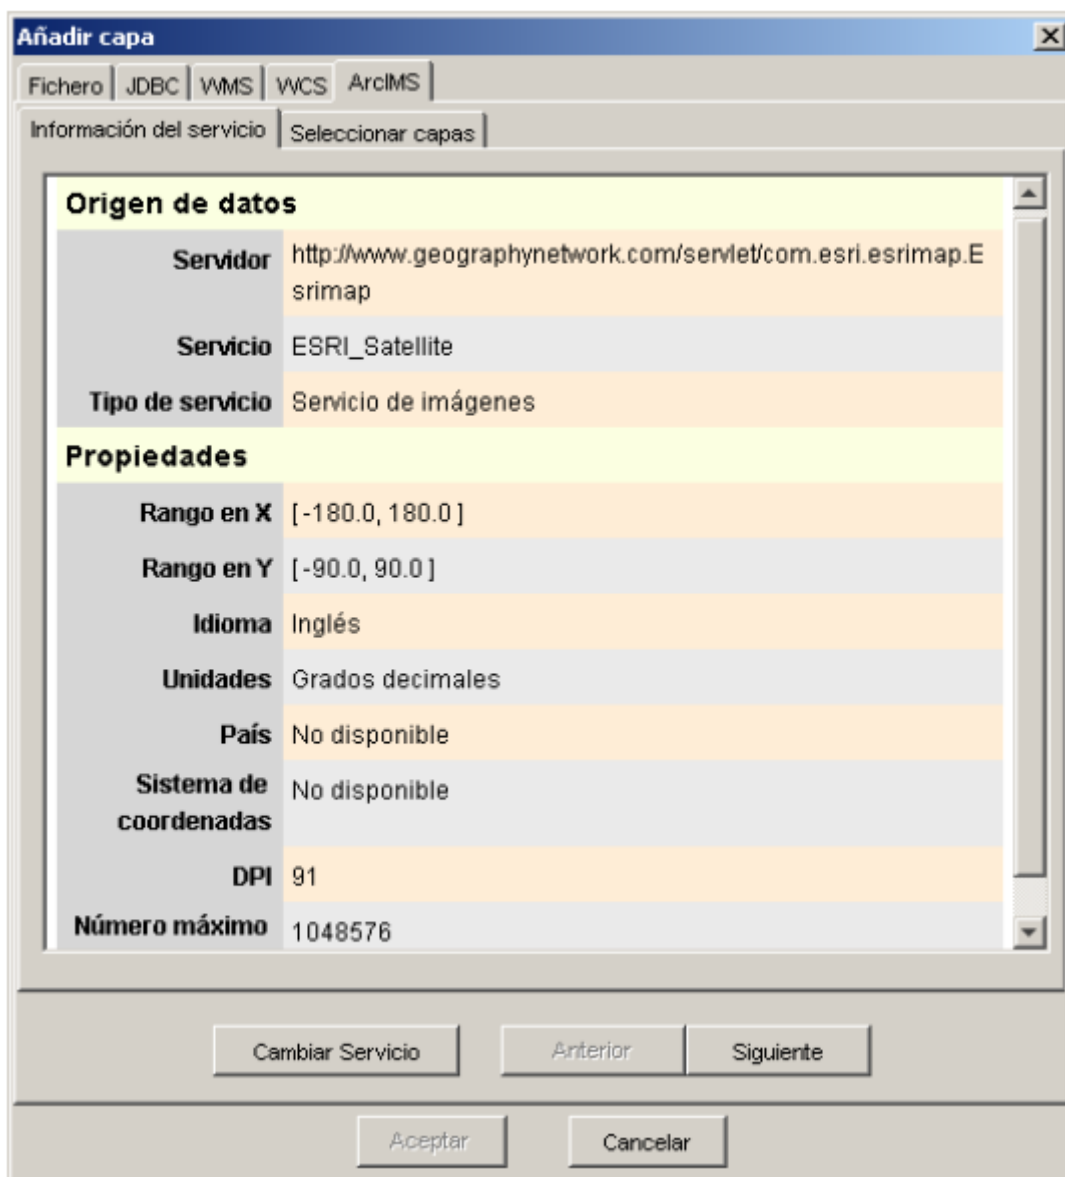 Añadir capa
Fichero JDBC WMS WCS ArcIMS
Información del servicio Seleccionar capas
Origen de datos
Servidor http://www.geographynetwork.com/servlet/com.esri.esrimap.E
srimap
Servicio ESRI_Satellite
Tipo de servicio Servicio de imágenes
Propiedades
Rango en X [ -180.0, 180.0 ]
Rango en Y [ -90.0, 90.0 ]
Idioma Inglés
Unidades Grados decimales
País No disponible
Sistema de coordenadas No disponible
DPI 91
Número máximo 1048576
Cambiar Servicio Anterior Siguiente
Aceptar Cancelar